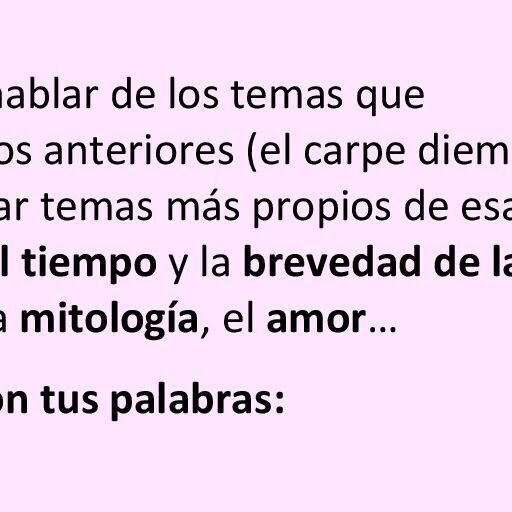 hablar de los temas que
os anteriores (el carpe diem
ar temas más propios de esa
l tiempo y la brevedad de la
a mitología, el amor...
on tus palabras: